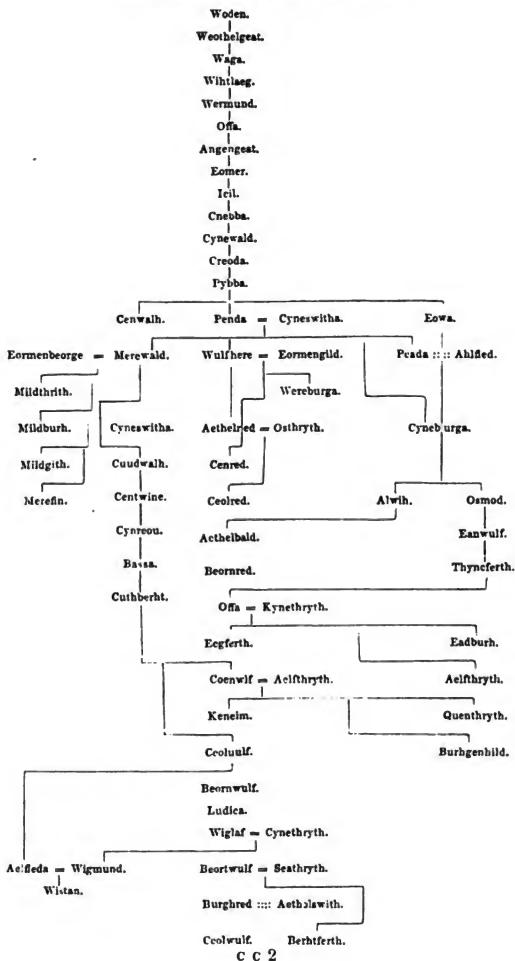 Woden.
Weothelgeat.
Waga.
Wihtlaeg.
Wermund.
Offa.
Angengeat.
Eomer.
Icil.
Cnebba.
Cynewald.
Creoda.
Pybba.
Cenwalh. Penda = Cyneswitha. Eowa.
Eormenbeorge = Merewald. Wulfhere = Eormengild. Peada :::: Ahlfled.
Mildthrith. Wereburga.
Mildburh. Cyneswitha. Aethelred = Osthryth. Cyneburga.
Mildgith. Cuudwalh. Cenred.
Merefin. Centwine. Ceolred. Alwih. Osmod.
Cynreou. Aethelbald. Eanwulf.
Bassa. Beornred. Thyncferth.
Cuthberht.
Offa = Kynethryth.
Ecgferth. Eadburh.
Coenwlf = Aelfthryth. Aelfthryth.
Kenelm. Quenthryth.
Ceoluulf. Burhgenhild.
Beornwulf.
Ludica.
Wiglaf = Cynethryth.
Aelfleda = Wigmund. Beortwulf = Seathryth.
Wistan.
Burghred :::: Aethelswith.
Ceolwulf. Berhtferth.
c c 2